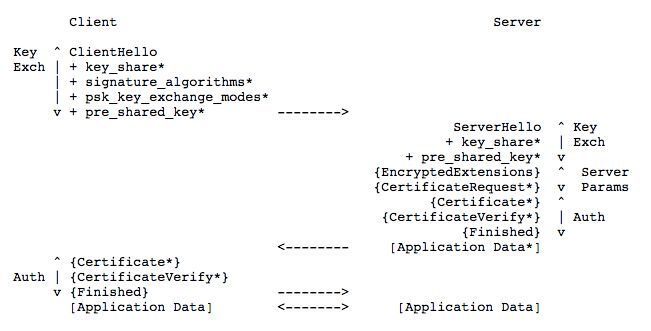 Client                                               Server

Key  ^ ClientHello
Exch | + key_share*
     | + signature_algorithms*
     | + psk_key_exchange_modes*
     v + pre_shared_key*         -------->
                                                ServerHello  ^ Key
                                               + key_share*  | Exch
                                          + pre_shared_key*  v
                                      {EncryptedExtensions}  ^  Server
                                      {CertificateRequest*}  v  Params
                                             {Certificate*}  ^
                                       {CertificateVerify*}  | Auth
                                                 {Finished}  v
                                 <--------  [Application Data*]
     ^ {Certificate*}
Auth | {CertificateVerify*}
     v {Finished}                -------->
       [Application Data]        <------->  [Application Data]